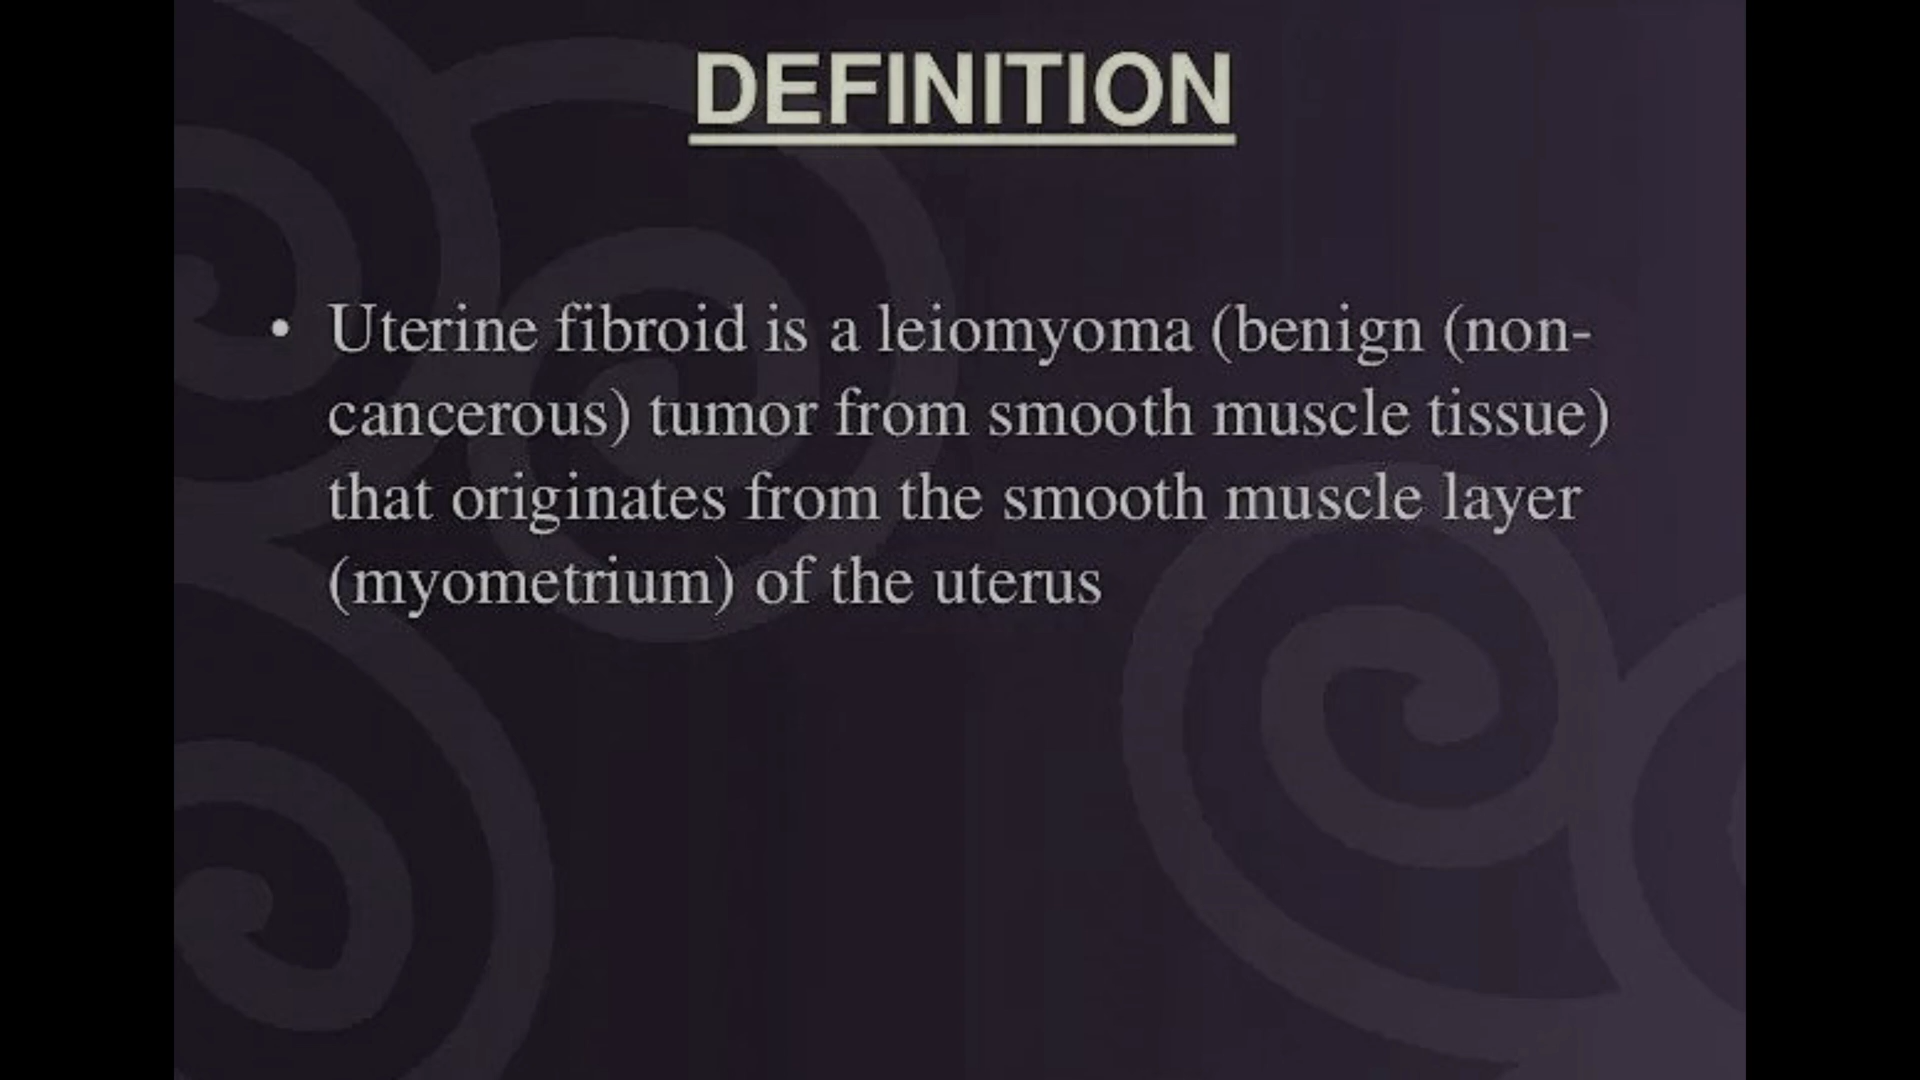 DEFINITION
• Uterine fibroid is a leiomyoma (benign (non-
cancerous) tumor from smooth muscle tissue)
that originates from the smooth muscle layer
(myometrium) of the uterus